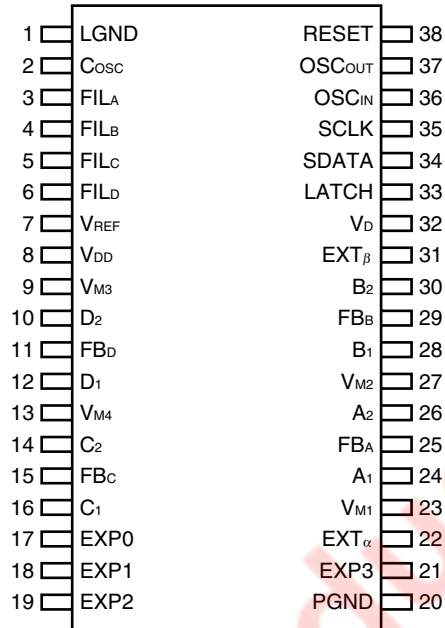 1 LGND RESET 38
2 COSC OSCOUT 37
3 FILA OSCIN 36
4 FILB SCLK 35
5 FILC SDATA 34
6 FILD LATCH 33
7 VREF VD 32
8 VDD EXTβ 31
9 VM3 B2 30
10 D2 FBB 29
11 FBD B1 28
12 D1 VM2 27
13 VM4 A2 26
14 C2 FBA 25
15 FBC A1 24
16 C1 VM1 23
17 EXP0 EXTα 22
18 EXP1 EXP3 21
19 EXP2 PGND 20